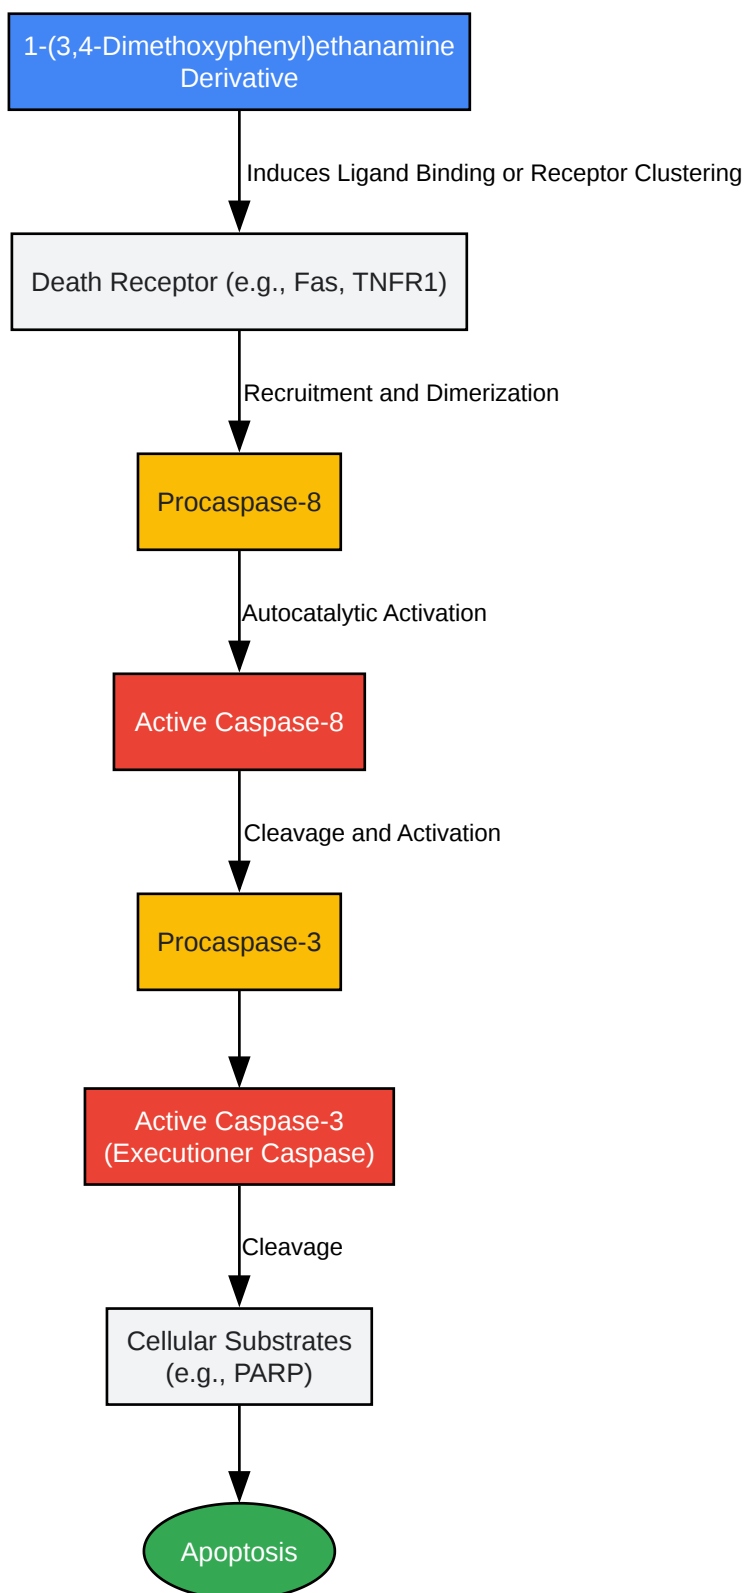 1-(3,4-Dimethoxyphenyl)ethanamine
Derivative
Induces Ligand Binding or Receptor Clustering
Death Receptor (e.g., Fas, TNFR1)
Recruitment and Dimerization
Procaspase-8
Autocatalytic Activation
Active Caspase-8
Cleavage and Activation
Procaspase-3
Active Caspase-3
(Executioner Caspase)
Cleavage
Cellular Substrates
(e.g., PARP)
Apoptosis